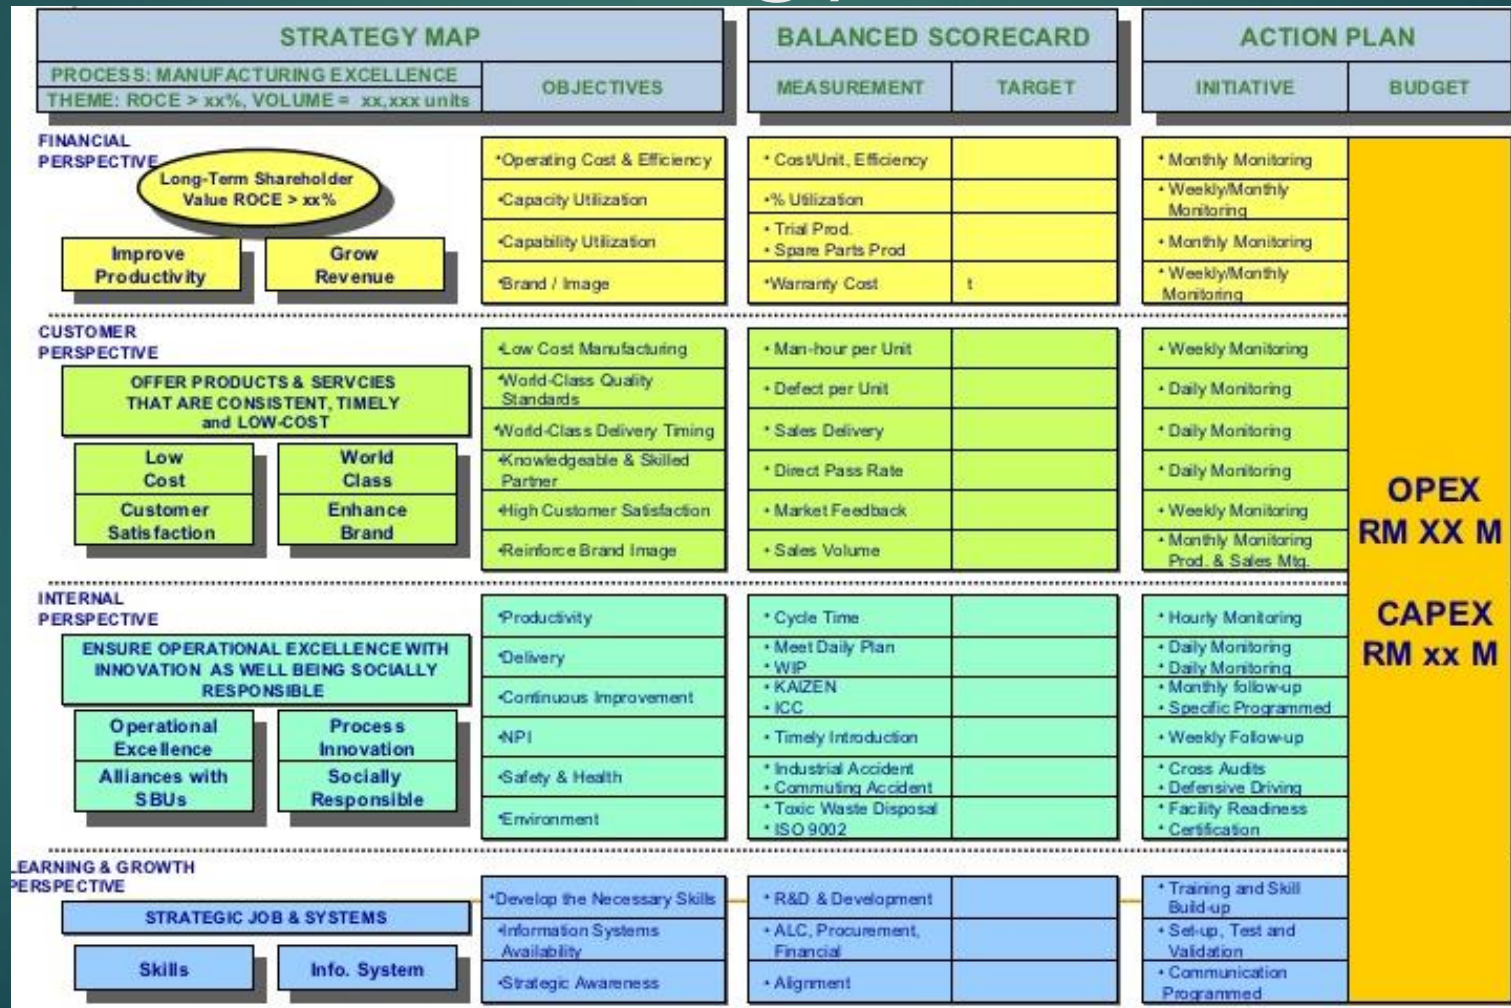 STRATEGY MAP
BALANCED SCORECARD
ACTION PLAN
PROCESS: MANUFACTURING EXCELLENCE
THEME: ROCE > xx%, VOLUME = xx,xxx units
OBJECTIVES
MEASUREMENT
TARGET
INITIATIVE
BUDGET
FINANCIAL
PERSPECTIVE
Long-Term Shareholder
Value ROCE > xx%
Improve
Productivity
Grow
Revenue
•Operating Cost & Efficiency
• Cost/Unit, Efficiency
• Monthly Monitoring
•Capacity Utilization
•% Utilization
• Weekly/Monthly
Monitoring
•Capability Utilization
• Trial Prod.
• Spare Parts Prod
• Monthly Monitoring
•Brand / Image
•Warranty Cost
t
• Weekly/Monthly
Monitoring
CUSTOMER
PERSPECTIVE
OFFER PRODUCTS & SERVCIES
THAT ARE CONSISTENT, TIMELY
and LOW-COST
Low
Cost
World
Class
Customer
Satisfaction
Enhance
Brand
•Low Cost Manufacturing
• Man-hour per Unit
• Weekly Monitoring
•World-Class Quality
Standards
• Defect per Unit
• Daily Monitoring
•World-Class Delivery Timing
• Sales Delivery
• Daily Monitoring
•Knowledgeable & Skilled
Partner
• Direct Pass Rate
• Daily Monitoring
•High Customer Satisfaction
• Market Feedback
• Weekly Monitoring
•Reinforce Brand Image
• Sales Volume
• Monthly Monitoring
Prod. & Sales Mtg.
INTERNAL
PERSPECTIVE
ENSURE OPERATIONAL EXCELLENCE WITH
INNOVATION AS WELL BEING SOCIALLY
RESPONSIBLE
Operational
Excellence
Process
Innovation
Alliances with
SBUs
Socially
Responsible
•Productivity
• Cycle Time
• Hourly Monitoring
•Delivery
• Meet Daily Plan
• WIP
• Daily Monitoring
• Daily Monitoring
•Continuous Improvement
• KAIZEN
• ICC
• Monthly follow-up
• Specific Programmed
•NPI
• Timely Introduction
• Weekly Follow-up
•Safety & Health
• Industrial Accident
• Commuting Accident
• Cross Audits
• Defensive Driving
•Environment
• Toxic Waste Disposal
• ISO 9002
• Facility Readiness
• Certification
LEARNING & GROWTH
PERSPECTIVE
STRATEGIC JOB & SYSTEMS
Skills
Info. System
•Develop the Necessary Skills
• R&D & Development
• Training and Skill
Build-up
•Information Systems
Availability
• ALC, Procurement,
Financial
• Set-up, Test and
Validation
•Strategic Awareness
• Alignment
• Communication
Programmed
OPEX
RM XX M
CAPEX
RM xx M